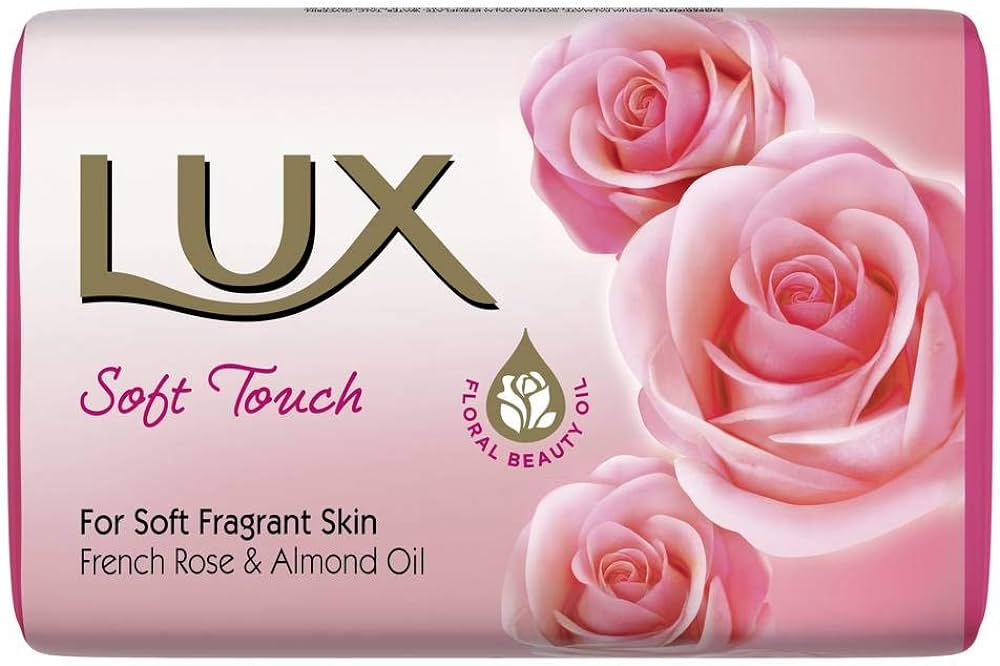 LUX
Soft Touch
FLORAL BEAUTY OIL
For Soft Fragrant Skin
French Rose & Almond Oil